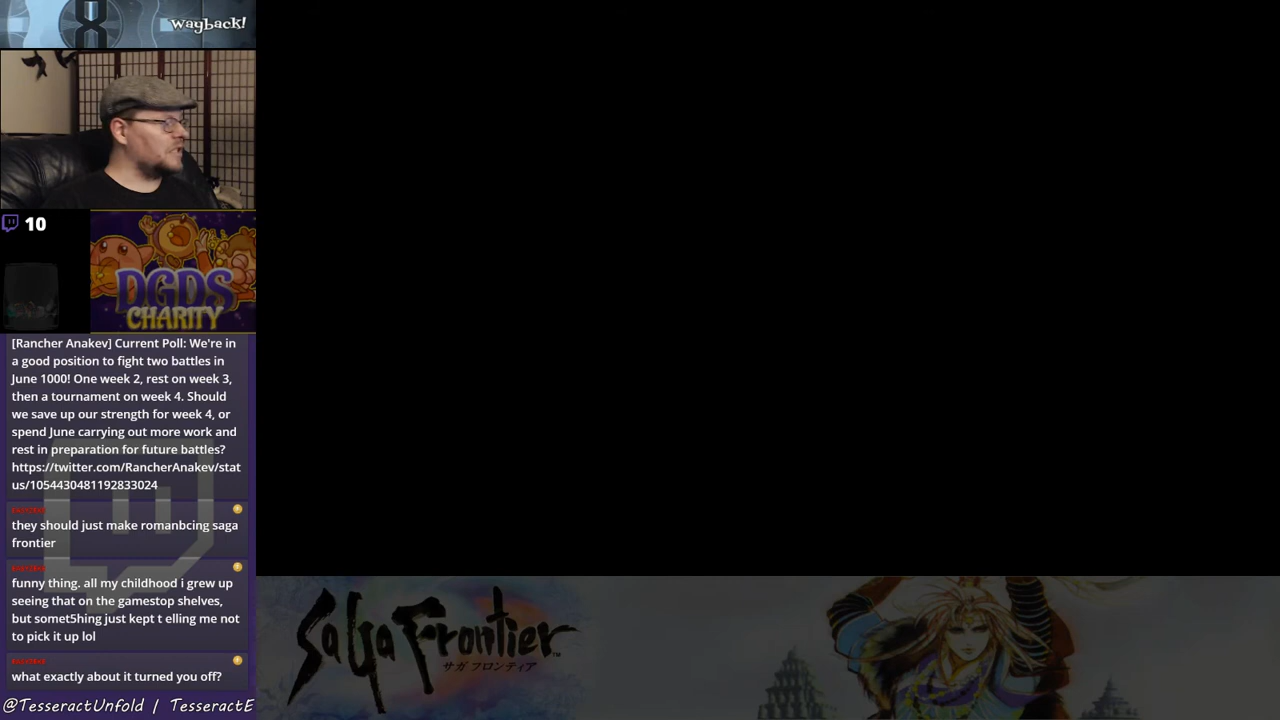 wayback!
10
DGDS
CHARITY
[Rancher Anakev] Current Poll: We're in
a good position to fight two battles in
June 1000! One week 2, rest on week 3,
then a tournament on week 4. Should
we save up our strength for week 4, or
spend June carrying out more work and
rest in preparation for future battles?
https://twitter.com/RancherAnakev/stat
us/1054430481192833024
they should just make romanbcing saga
frontier
funny thing. all my childhood i grew up
seeing that on the gamestop shelves,
but somet5hing just kept t elling me not
to pick it up lol
what exactly about it turned you off?
@TesseractUnfold / TesseractE
SaGa Frontier™
サガ フロンティア